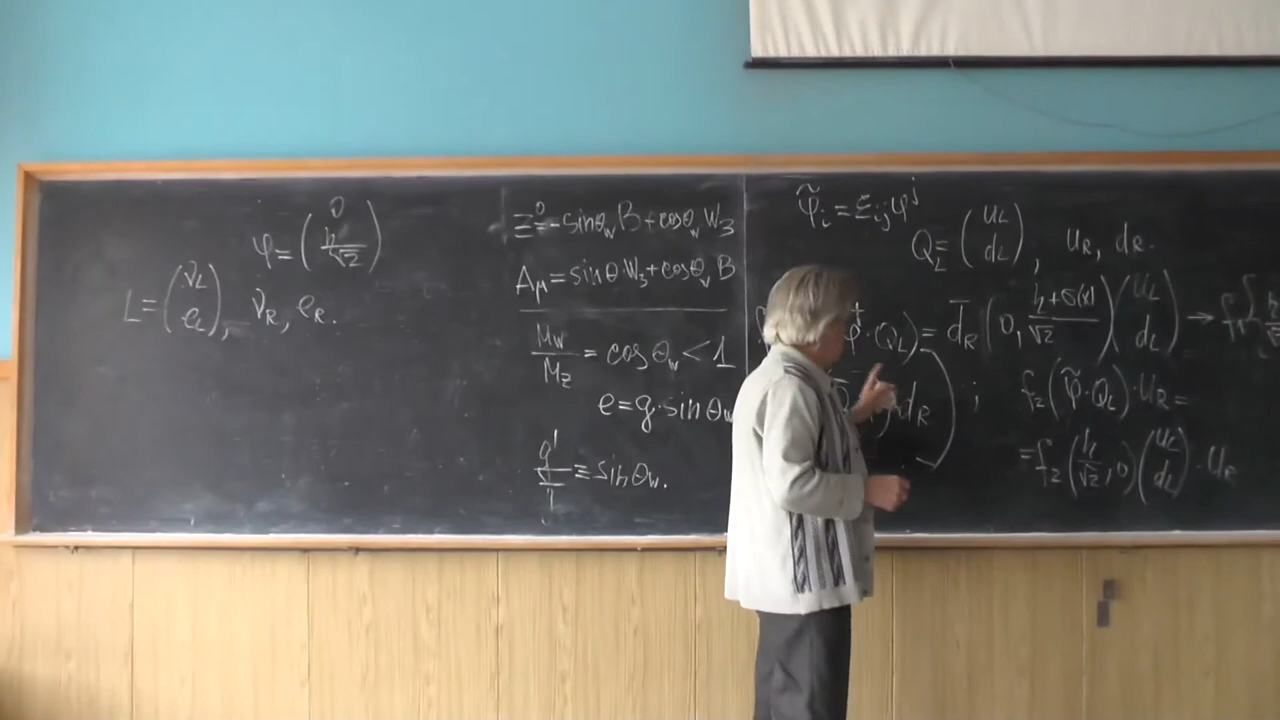 φ = ( 0 h/√2 )
L = ( ν_L e_L ), ν_R, e_R.
Z⁰ = -sinθ_w B + cosθ_w W_3
A_μ = sinθ·W_3 + cosθ_w B
M_W/M_Z = cosθ_w < 1
e = g·sinθ_w
≡ sinθ_w.
φ̃_i = ε_ij φ^j
Q_L = ( u_L d_L ), u_R, d_R.
·Q_L) = d̄_R ( 0, h+σ(x)/√2 ) ( u_L d_L ) →
d_R ) ;
f_2 (φ̃·Q_L)·u_R =
= f_2 ( h/√2, 0 ) ( u_L d_L ) · u_R